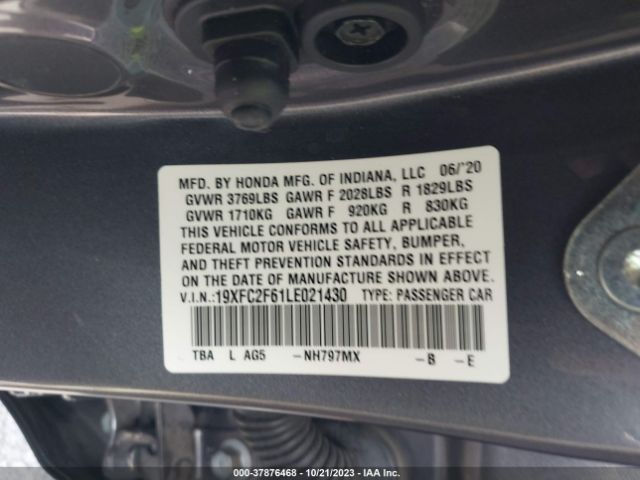 MFD. BY HONDA MFG. OF INDIANA, LLC 06/'20
GVWR 3769LBS GAWR F 2028LBS R 1829LBS
GVWR 1710KG GAWR F 920KG R 830KG
THIS VEHICLE CONFORMS TO ALL APPLICABLE
FEDERAL MOTOR VEHICLE SAFETY, BUMPER,
AND THEFT PREVENTION STANDARDS IN EFFECT
ON THE DATE OF MANUFACTURE SHOWN ABOVE.
V.I.N.:19XFC2F61LE021430 TYPE: PASSENGER CAR
TBA L AG5 -NH797MX -B -E
000-37876468 - 10/21/2023 - IAA Inc.